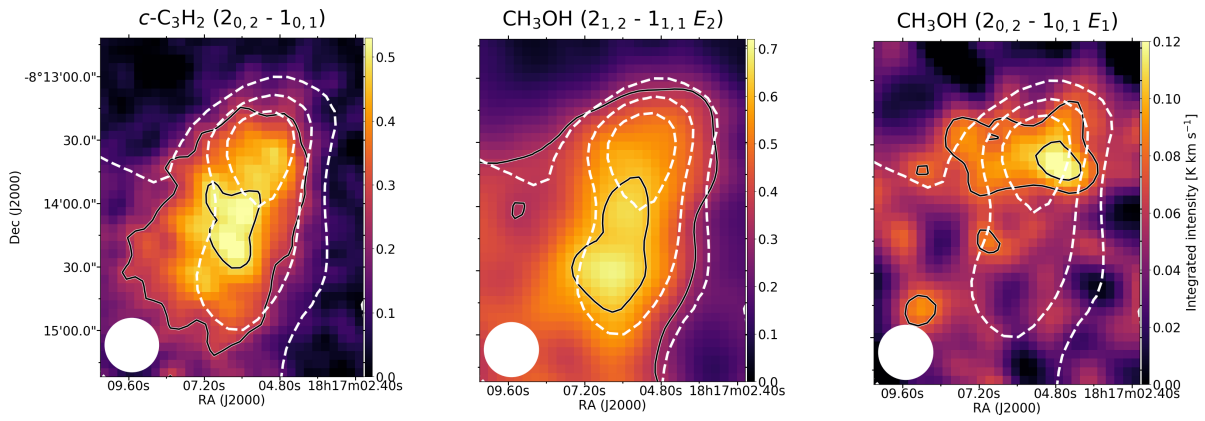 c-C₃H₂ (2₀,₂ - 1₀,₁)
CH3OH (2₁,₂ - 1₁,₁ E₂)
CH3OH (2₀,₂ - 1₀,₁ E₁)
Dec (J2000)
-8°13'00.0"
30.0"
14'00.0"
30.0"
15'00.0"
09.60s 07.20s 04.80s 18h17m02.40s
RA (J2000)
0.5
0.4
0.3
0.2
0.1
0.0
09.60s 07.20s 04.80s 18h17m02.40s
RA (J2000)
0.7
0.6
0.5
0.4
0.3
0.2
0.1
0.0
09.60s 07.20s 04.80s 18h17m02.40s
RA (J2000)
0.12
0.10
0.08
0.06
0.04
0.02
0.00
Integrated intensity [K km s⁻¹]